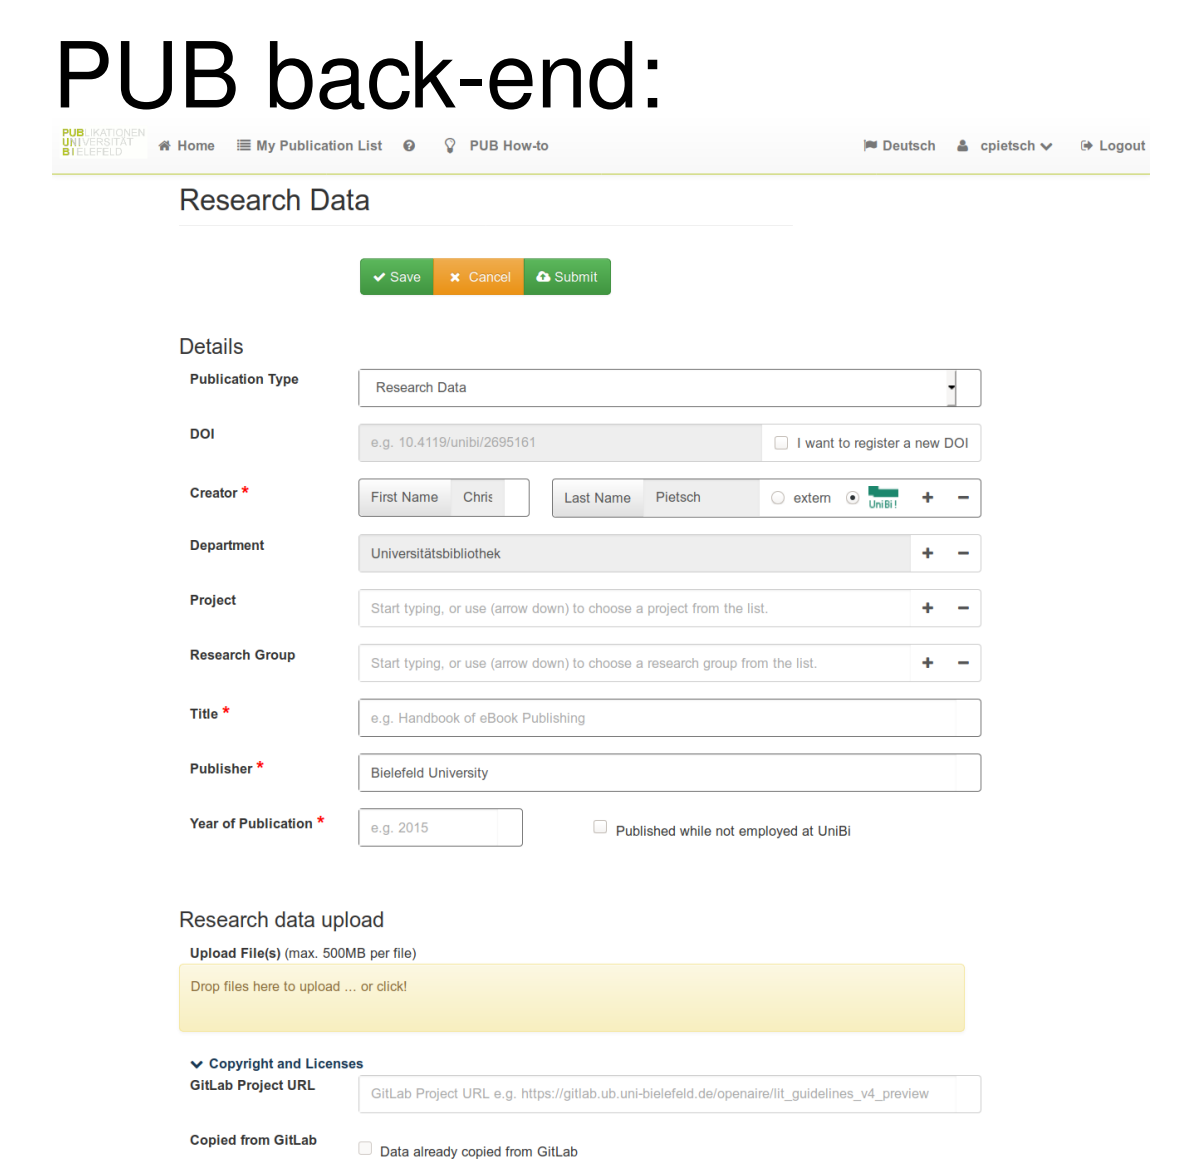 PUB back-end:
PUBLIKATIONEN
UNIVERSITÄT
BIELEFELD
Home My Publication List PUB How-to Deutsch cpietsch Logout
Research Data
Save Cancel Submit
Details
Publication Type Research Data
DOI e.g. 10.4119/unibi/2695161 I want to register a new DOI
Creator * First Name Chris Last Name Pietsch extern UniBi! + −
Department Universitätsbibliothek + −
Project Start typing, or use (arrow down) to choose a project from the list. + −
Research Group Start typing, or use (arrow down) to choose a research group from the list. + −
Title * e.g. Handbook of eBook Publishing
Publisher * Bielefeld University
Year of Publication * e.g. 2015 Published while not employed at UniBi
Research data upload
Upload File(s) (max. 500MB per file)
Drop files here to upload ... or click!
Copyright and Licenses
GitLab Project URL GitLab Project URL e.g. https://gitlab.ub.uni-bielefeld.de/openaire/lit_guidelines_v4_preview
Copied from GitLab Data already copied from GitLab